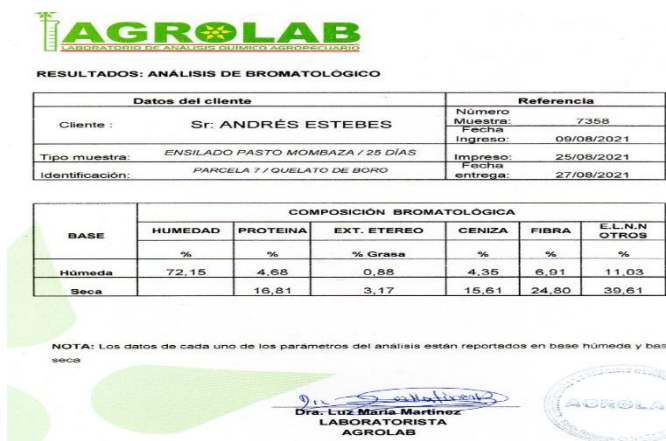 AGROLAB
LABORATORIO DE ANÁLISIS QUÍMICO AGROPECUARIO
RESULTADOS: ANÁLISIS DE BROMATOLÓGICO
Datos del cliente Referencia
Cliente : Sr: ANDRÉS ESTEBES Número Muestra: 7358
Fecha Ingreso: 09/08/2021
Tipo muestra: ENSILADO PASTO MOMBAZA / 25 DÍAS Impreso: 25/08/2021
Identificación: PARCELA 7 / QUELATO DE BORO Fecha entrega: 27/08/2021
COMPOSICIÓN BROMATOLÓGICA
BASE HUMEDAD PROTEINA EXT. ETEREO CENIZA FIBRA E.L.N.N OTROS
% % % Grasa % % %
Húmeda 72,15 4,68 0,88 4,35 6,91 11,03
Seca 16,81 3,17 15,61 24,80 39,61
NOTA: Los datos de cada uno de los parámetros del análisis están reportados en base húmeda y bas
seca
Dra. Luz María Martínez
LABORATORISTA
AGROLAB
AGROLA